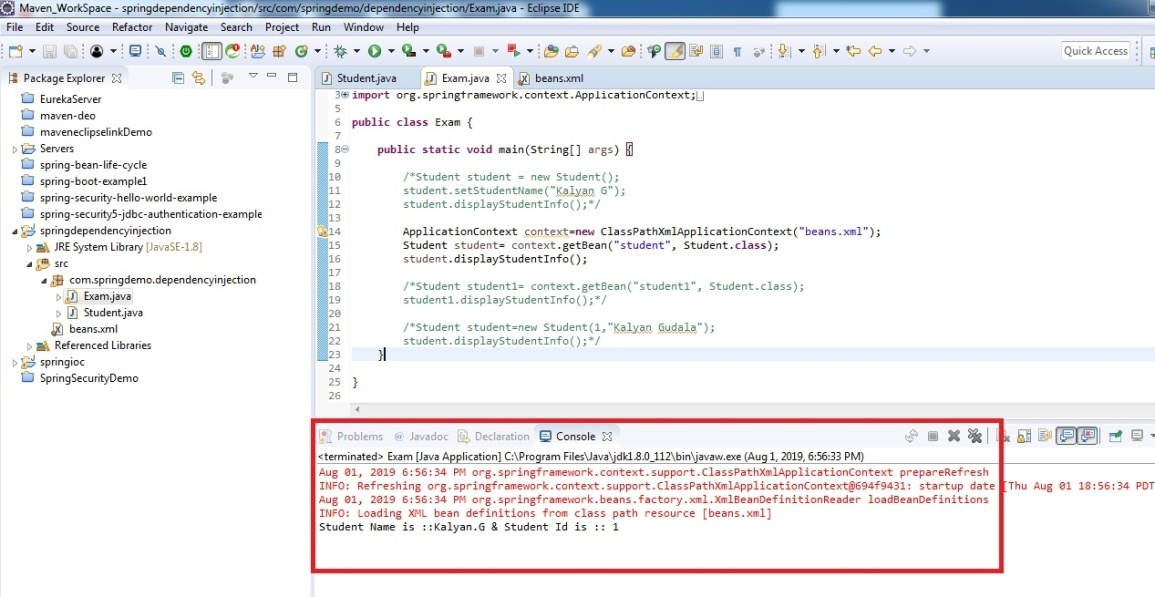 Maven_WorkSpace - springdependencyinjection/src/com/springdemo/dependencyinjection/Exam.java - Eclipse IDE
File Edit Source Refactor Navigate Search Project Run Window Help
Quick Access
Package Explorer
EurekaServer
maven-deo
maveneclipselinkDemo
Servers
spring-bean-life-cycle
spring-boot-example1
spring-security-hello-world-example
spring-security5-jdbc-authentication-example
springdependencyinjection
JRE System Library [JavaSE-1.8]
src
com.springdemo.dependencyinjection
Exam.java
Student.java
beans.xml
Referenced Libraries
springioc
SpringSecurityDemo
Student.java Exam.java beans.xml
3 import org.springframework.context.ApplicationContext;
5
6 public class Exam {
7
8 public static void main(String[] args) {
9
10 /*Student student = new Student();
11 student.setStudentName("Kalyan G");
12 student.displayStudentInfo();*/
13
14 ApplicationContext context=new ClassPathXmlApplicationContext("beans.xml");
15 Student student= context.getBean("student", Student.class);
16 student.displayStudentInfo();
17
18 /*Student student1= context.getBean("student1", Student.class);
19 student1.displayStudentInfo();*/
20
21 /*Student student=new Student(1,"Kalyan Gudala");
22 student.displayStudentInfo();*/
23 }
24
25 }
26
Problems @ Javadoc Declaration Console
<terminated> Exam [Java Application] C:\Program Files\Java\jdk1.8.0_112\bin\javaw.exe (Aug 1, 2019, 6:56:33 PM)
Aug 01, 2019 6:56:34 PM org.springframework.context.support.ClassPathXmlApplicationContext prepareRefresh
INFO: Refreshing org.springframework.context.support.ClassPathXmlApplicationContext@694f9431: startup date [Thu Aug 01 18:56:34 PDT
Aug 01, 2019 6:56:34 PM org.springframework.beans.factory.xml.XmlBeanDefinitionReader loadBeanDefinitions
INFO: Loading XML bean definitions from class path resource [beans.xml]
Student Name is ::Kalyan.G & Student Id is :: 1